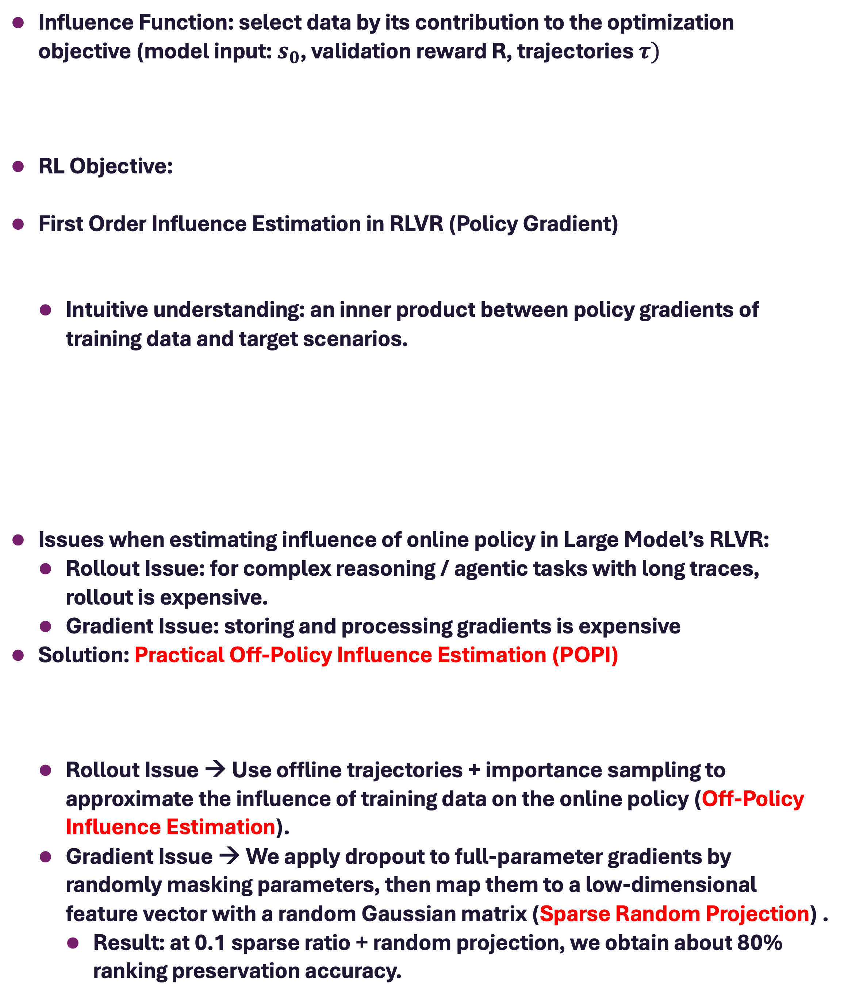 ● Influence Function: select data by its contribution to the optimization
objective (model input: s₀, validation reward R, trajectories τ)
● RL Objective:
● First Order Influence Estimation in RLVR (Policy Gradient)
● Intuitive understanding: an inner product between policy gradients of
training data and target scenarios.
● Issues when estimating influence of online policy in Large Model’s RLVR:
● Rollout Issue: for complex reasoning / agentic tasks with long traces,
rollout is expensive.
● Gradient Issue: storing and processing gradients is expensive
● Solution: Practical Off-Policy Influence Estimation (POPI)
● Rollout Issue → Use offline trajectories + importance sampling to
approximate the influence of training data on the online policy (Off-Policy
Influence Estimation).
● Gradient Issue → We apply dropout to full-parameter gradients by
randomly masking parameters, then map them to a low-dimensional
feature vector with a random Gaussian matrix (Sparse Random Projection) .
● Result: at 0.1 sparse ratio + random projection, we obtain about 80%
ranking preservation accuracy.